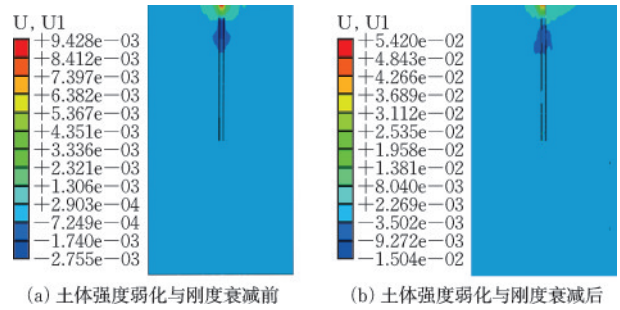 U, U1
+9.428e−03
+8.412e−03
+7.397e−03
+6.382e−03
+5.367e−03
+4.351e−03
+3.336e−03
+2.321e−03
+1.306e−03
+2.903e−04
−7.249e−04
−1.740e−03
−2.755e−03
(a) 土体强度弱化与刚度衰减前
U, U1
+5.420e−02
+4.843e−02
+4.266e−02
+3.689e−02
+3.112e−02
+2.535e−02
+1.958e−02
+1.381e−02
+8.040e−03
+2.269e−03
−3.502e−03
−9.272e−03
−1.504e−02
(b) 土体强度弱化与刚度衰减后